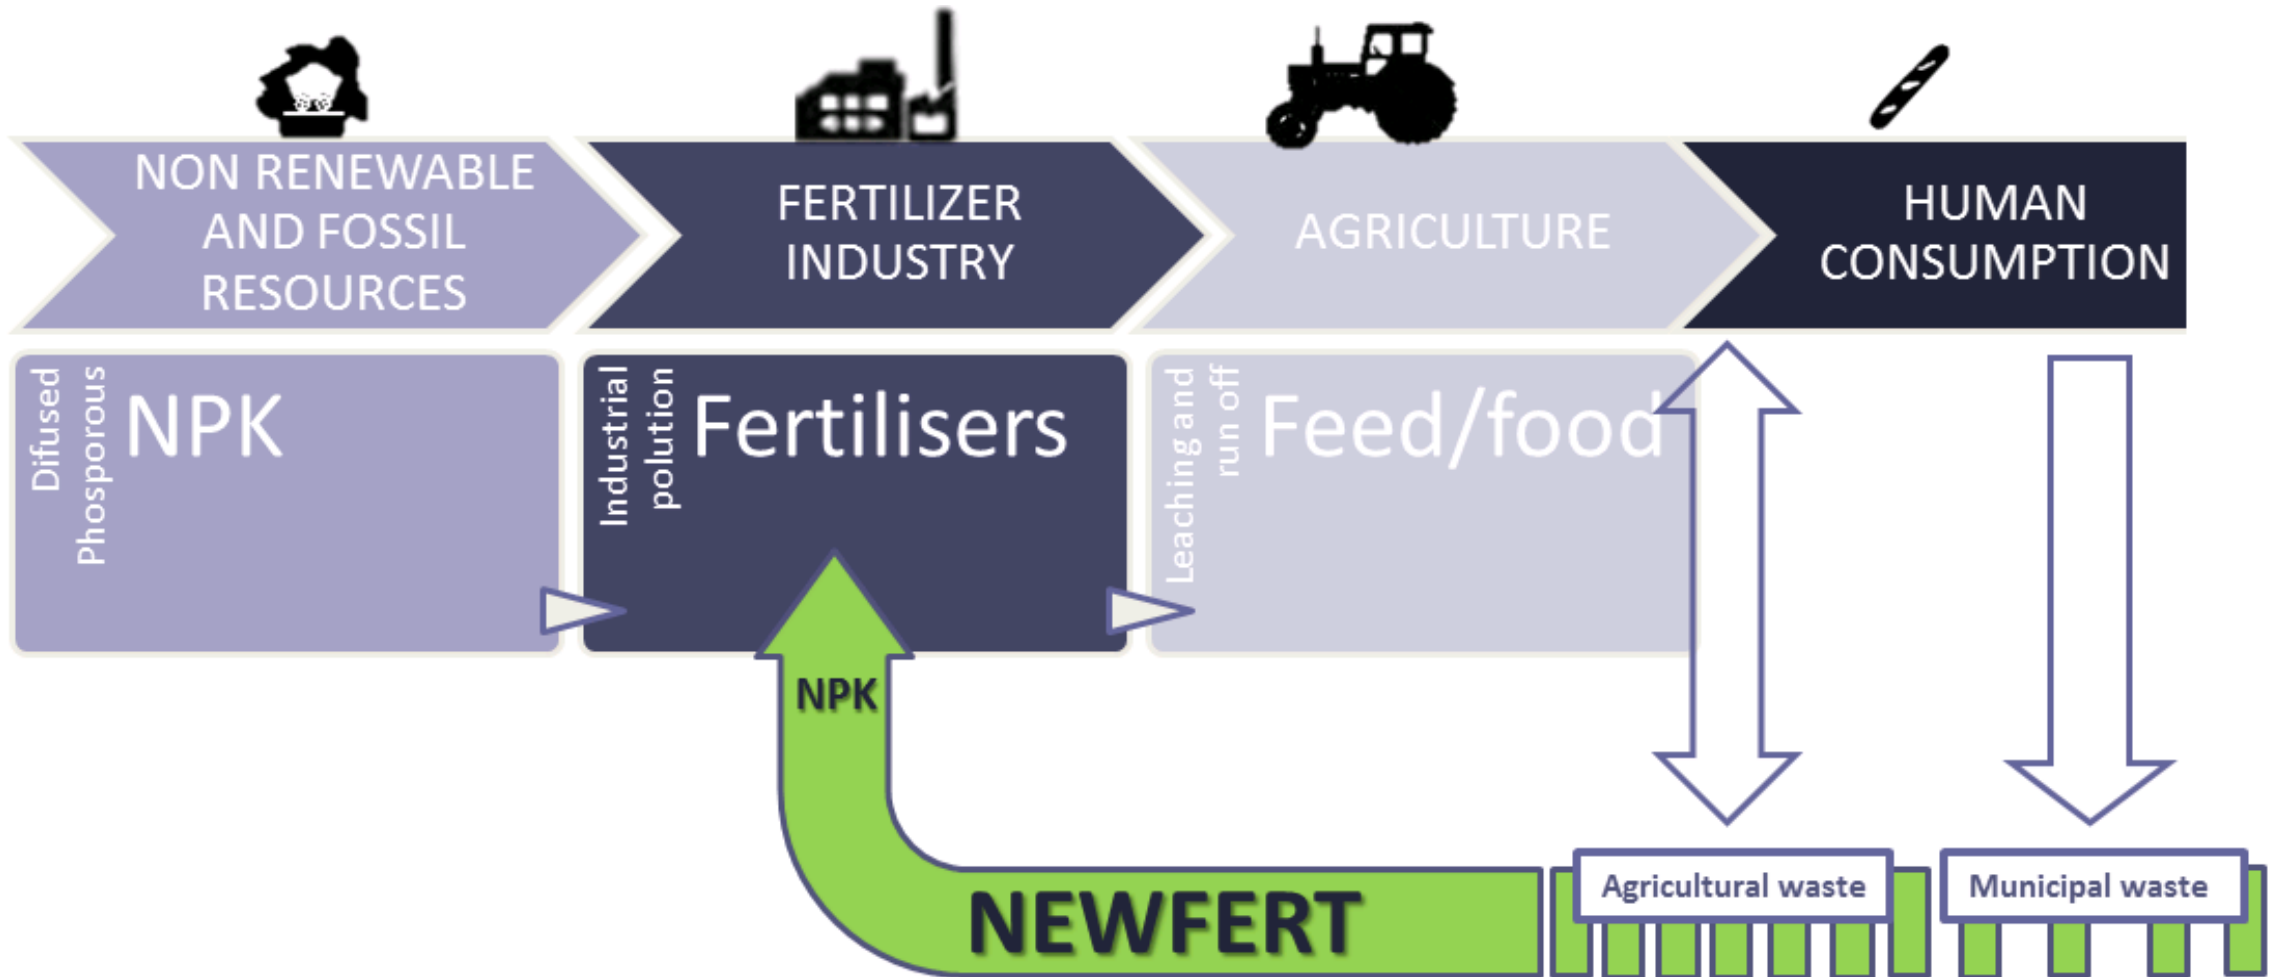 NON RENEWABLE
AND FOSSIL
RESOURCES
FERTILIZER
INDUSTRY
AGRICULTURE
HUMAN
CONSUMPTION
Difused
Phosporous
NPK
Industrial
polution
Fertilisers
Leaching and
run off
Feed/food
NPK
NEWFERT
Agricultural waste
Municipal waste